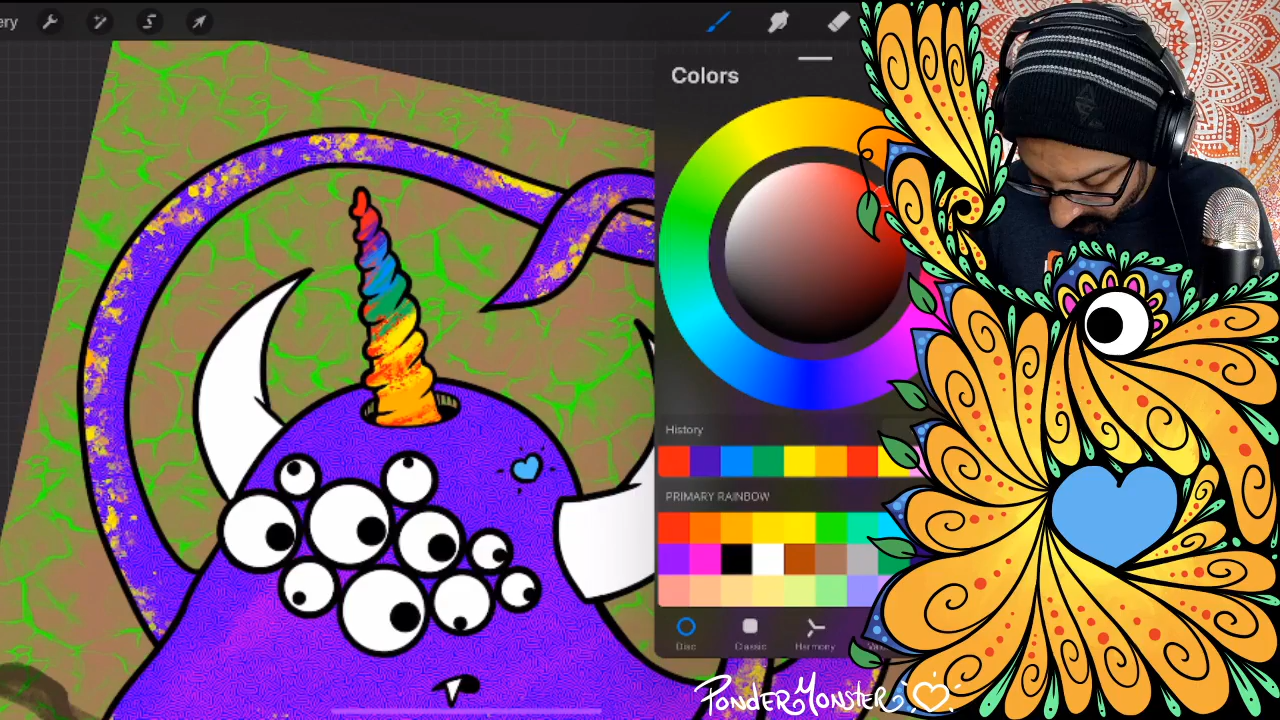 ery
Colors
History
PRIMARY RAINBOW
Disc Classic Harmony
PonderMonster